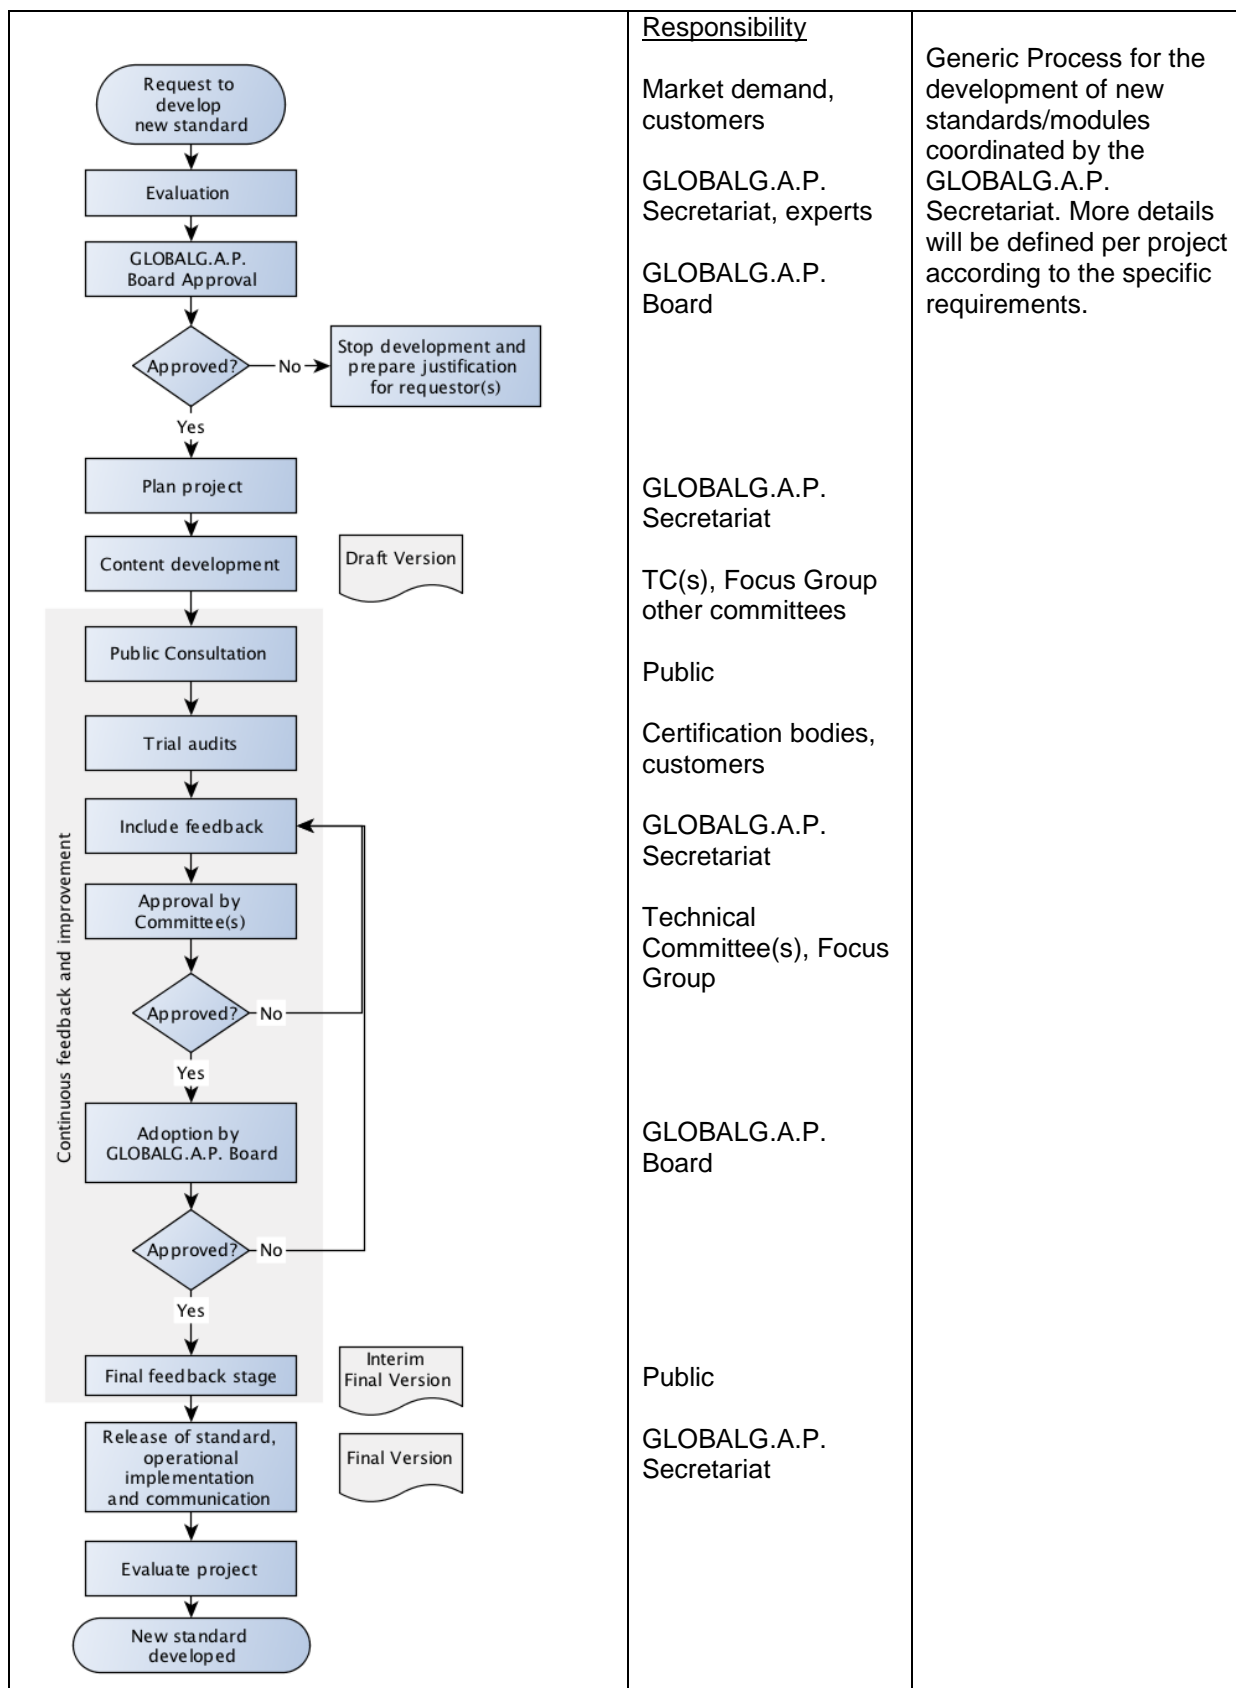 Request to
develop
new standard
Evaluation
GLOBALG.A.P.
Board Approval
Approved?
No
Stop development and
prepare justification
for requestor(s)
Yes
Plan project
Content development
Draft Version
Continuous feedback and improvement
Public Consultation
Trial audits
Include feedback
Approval by
Committee(s)
Approved?
No
Yes
Adoption by
GLOBALG.A.P. Board
Approved?
No
Yes
Final feedback stage
Interim
Final Version
Release of standard,
operational
implementation
and communication
Final Version
Evaluate project
New standard
developed
Responsibility
Market demand,
customers
GLOBALG.A.P.
Secretariat, experts
GLOBALG.A.P.
Board
GLOBALG.A.P.
Secretariat
TC(s), Focus Group
other committees
Public
Certification bodies,
customers
GLOBALG.A.P.
Secretariat
Technical
Committee(s), Focus
Group
GLOBALG.A.P.
Board
Public
GLOBALG.A.P.
Secretariat
Generic Process for the
development of new
standards/modules
coordinated by the
GLOBALG.A.P.
Secretariat. More details
will be defined per project
according to the specific
requirements.